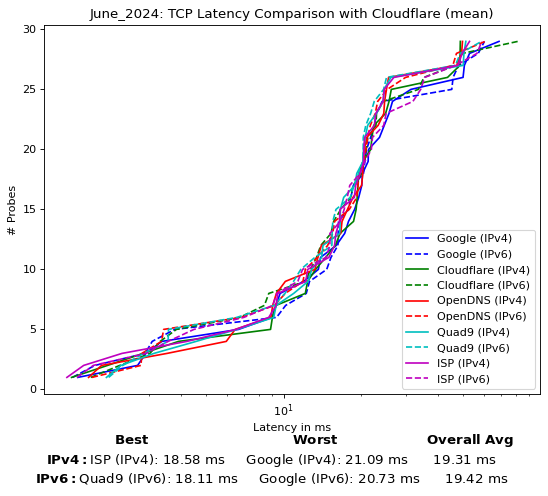 June_2024: TCP Latency Comparison with Cloudflare (mean)
30
25
20
15
10
5
0
# Probes
Google (IPv4)
Google (IPv6)
Cloudflare (IPv4)
Cloudflare (IPv6)
OpenDNS (IPv4)
OpenDNS (IPv6)
Quad9 (IPv4)
Quad9 (IPv6)
ISP (IPv4)
ISP (IPv6)
10^1
Latency in ms
Best Worst Overall Avg
IPv4: ISP (IPv4): 18.58 ms Google (IPv4): 21.09 ms 19.31 ms
IPv6: Quad9 (IPv6): 18.11 ms Google (IPv6): 20.73 ms 19.42 ms